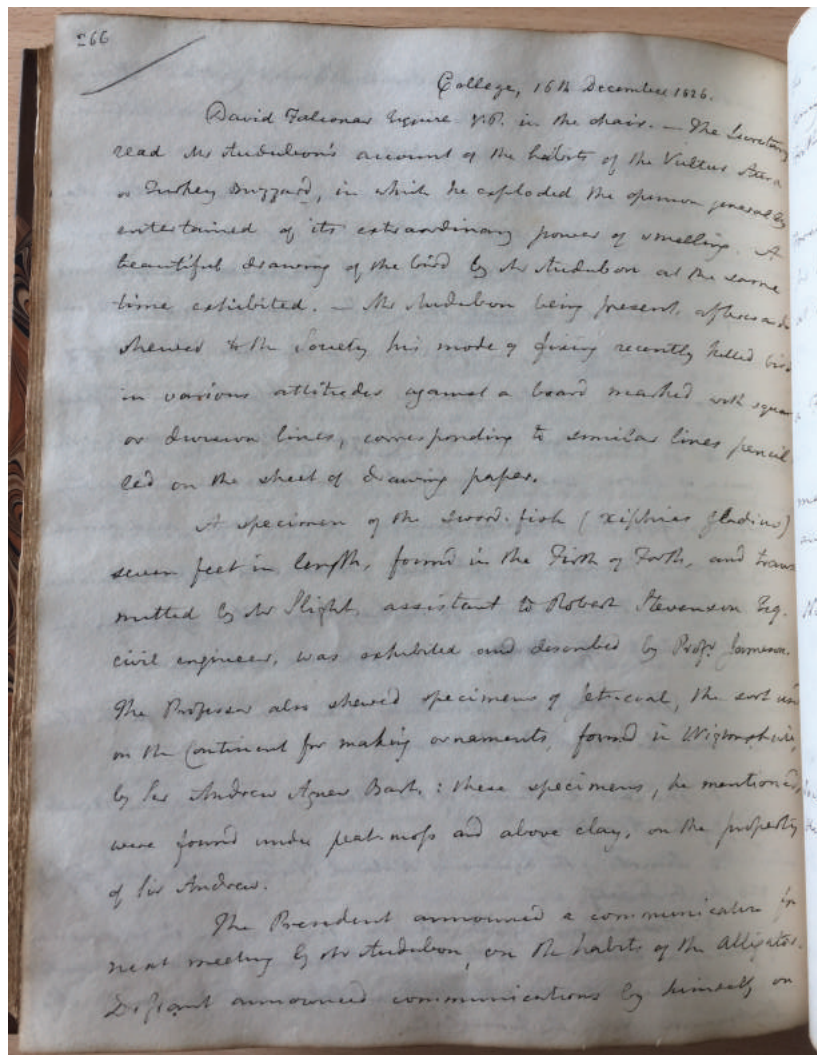 266
College, 16th December 1826.
David Falconar Esquire V.P. in the chair. — The Secretary
read Mr Audubon's account of the habits of the Vultur Aura
or Turkey Buzzard, in which he exploded the opinion generally
entertained of its extraordinary power of smelling. A
beautiful drawing of the bird by Mr Audubon at the same
time exhibited. — Mr Audubon being present, afterwards
shewed to the Society his mode of fixing recently killed bird
in various attitudes against a board marked with squar
or division lines, corresponding to similar lines pencil-
led on the sheet of drawing paper.
A specimen of the sword-fish (Xiphias gladius)
seven feet in length, found in the Firth of Forth, and trans
mitted by Mr Slight, assistant to Robert Stevenson Esq.
civil engineer, was exhibited and described by Profr. Jameson.
The Professor also shewed specimens of jet-coal, the sort used
on the Continent for making ornaments, found in Wigtonshire,
by Sir Andrew Agnew Bart.: these specimens, he mentioned,
were found under peat-moss and above clay, on the property
of Sir Andrew.
The President announced a communication for
next meeting by Mr Audubon, on the habits of the Alligator.
Dr Grant announced communications by himself, on